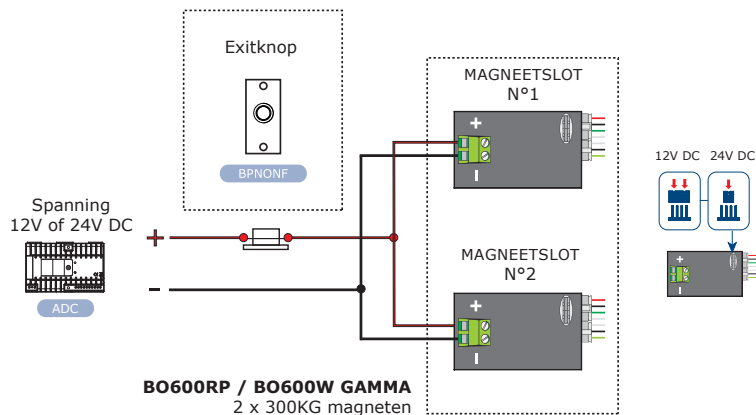 Exitknop
BPNONF
MAGNEETSLOT
N°1
+
–
12V DC
24V DC
Spanning
12V of 24V DC
+
–
ADC
MAGNEETSLOT
N°2
+
–
BO600RP / BO600W GAMMA
2 x 300KG magneten